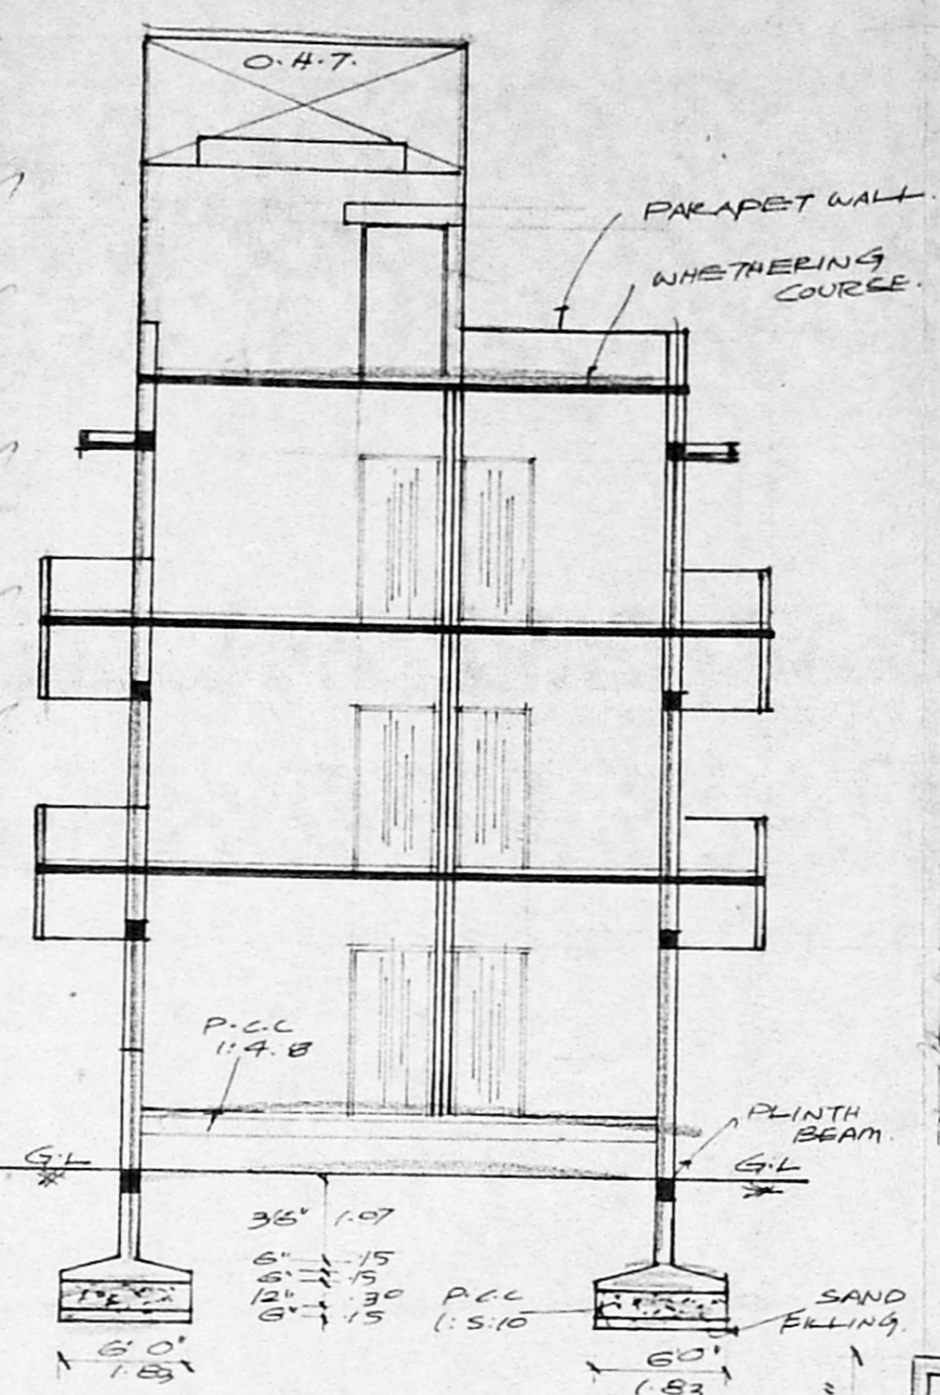 O.H.T.
PARAPET WALL.
WHETHERING
COURSE.
P.C.C
1:4.8
PLINTH
BEAM.
G.L
G.L
3'6" 1.07
6" .15
6" .15
12" .30
6" .15
P.C.C
1:5:10
SAND
FILLING.
6'0"
1.83
6'0"
1.83